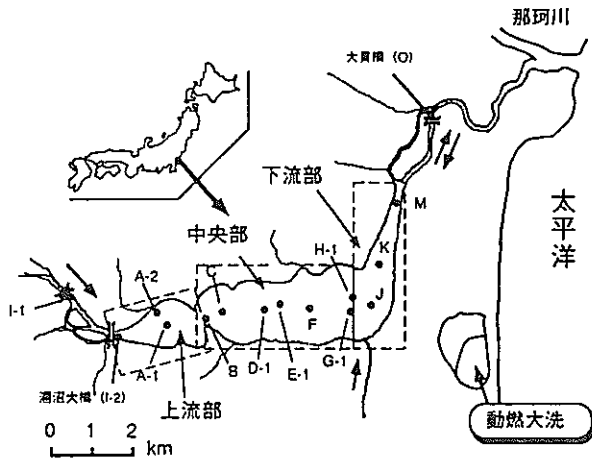 那珂川
大貫橋 (O)
下流部
M
太平洋
中央部
K
H-1
A-2
J
I-1
F
B
D-1
E-1
G-1
A-1
涸沼大橋 (I-2)
上流部
動燃大洗
0 1 2
km